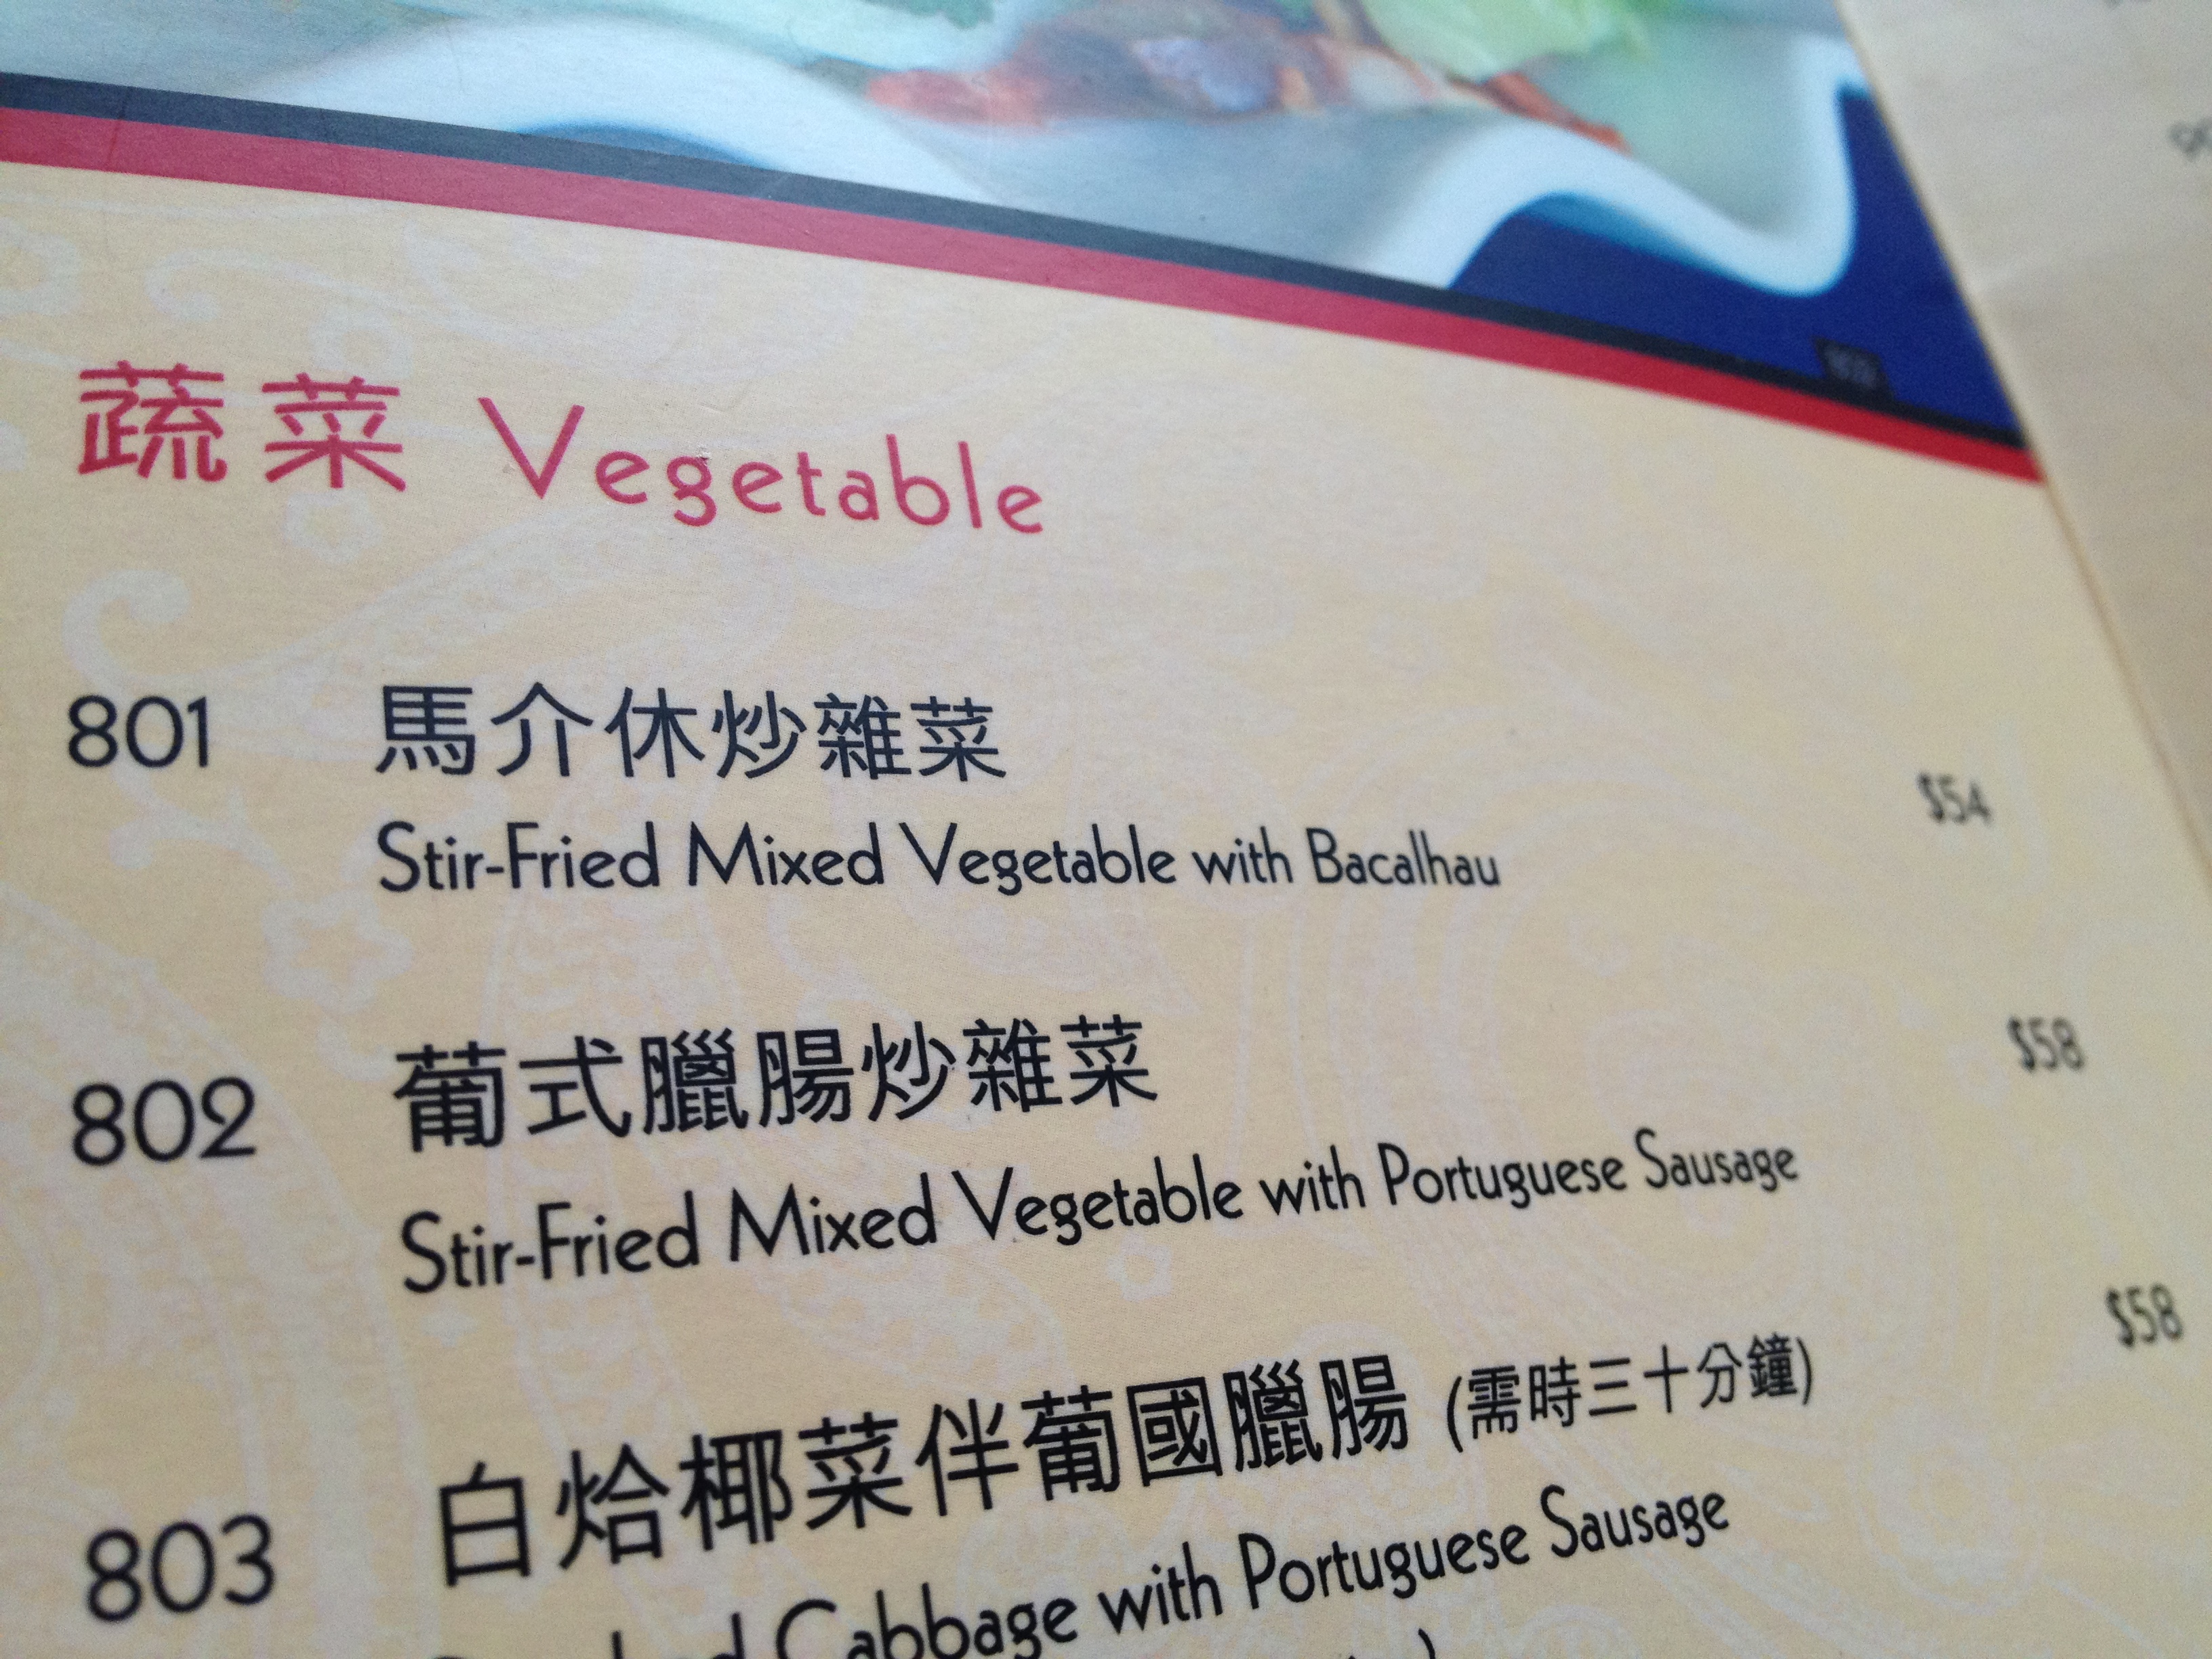 蔬菜 Vegetable
801 馬介休炒雜菜
$54
Stir-Fried Mixed Vegetable with Bacalhau
802 葡式臘腸炒雜菜
$58
Stir-Fried Mixed Vegetable with Portuguese Sausage
803 白烚椰菜伴葡國臘腸 (需時三十分鐘)
$58
Cabbage with Portuguese Sausage